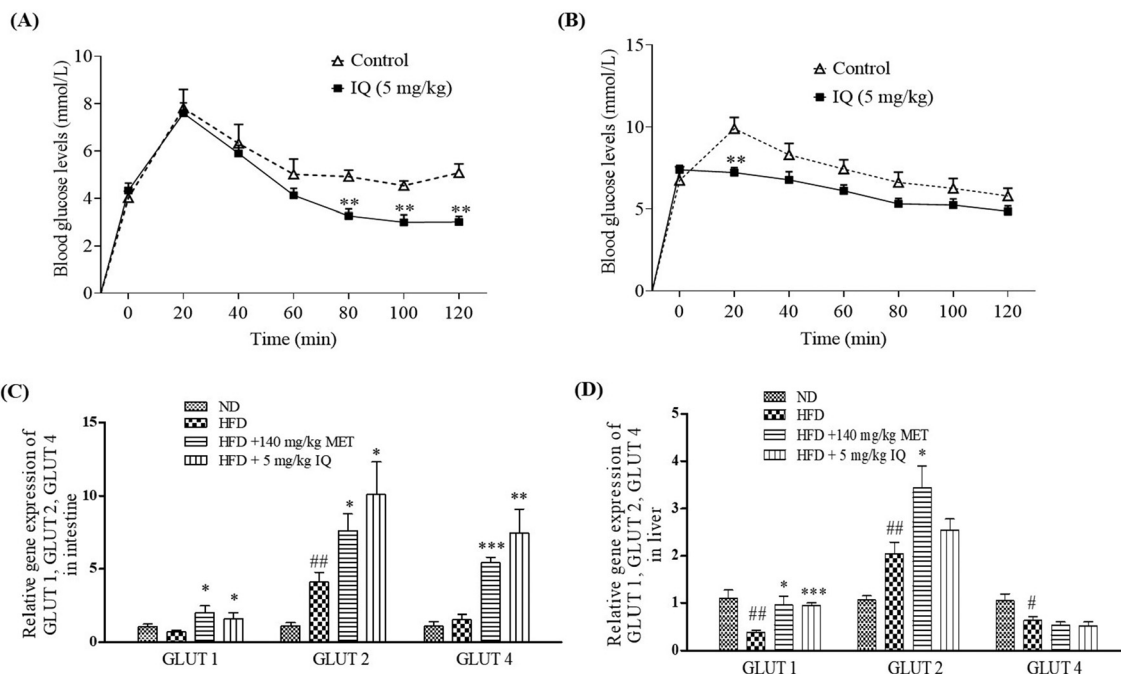 (A)
Blood glucose levels (mmol/L)
10
8
6
4
2
0
Control
IQ (5 mg/kg)
** ** **
0 20 40 60 80 100 120
Time (min)
(B)
Blood glucose levels (mmol/L)
15
10
5
0
Control
IQ (5 mg/kg)
**
0 20 40 60 80 100 120
Time (min)
(C)
Relative gene expression of
GLUT 1, GLUT 2, GLUT 4
in intestine
15
10
5
0
ND
HFD
HFD +140 mg/kg MET
HFD + 5 mg/kg IQ
* * ## * * *** **
GLUT 1 GLUT 2 GLUT 4
(D)
Relative gene expression of
GLUT 1, GLUT 2, GLUT 4
in liver
5
4
3
2
1
0
ND
HFD
HFD +140 mg/kg MET
HFD + 5 mg/kg IQ
## * *** ## * #
GLUT 1 GLUT 2 GLUT 4